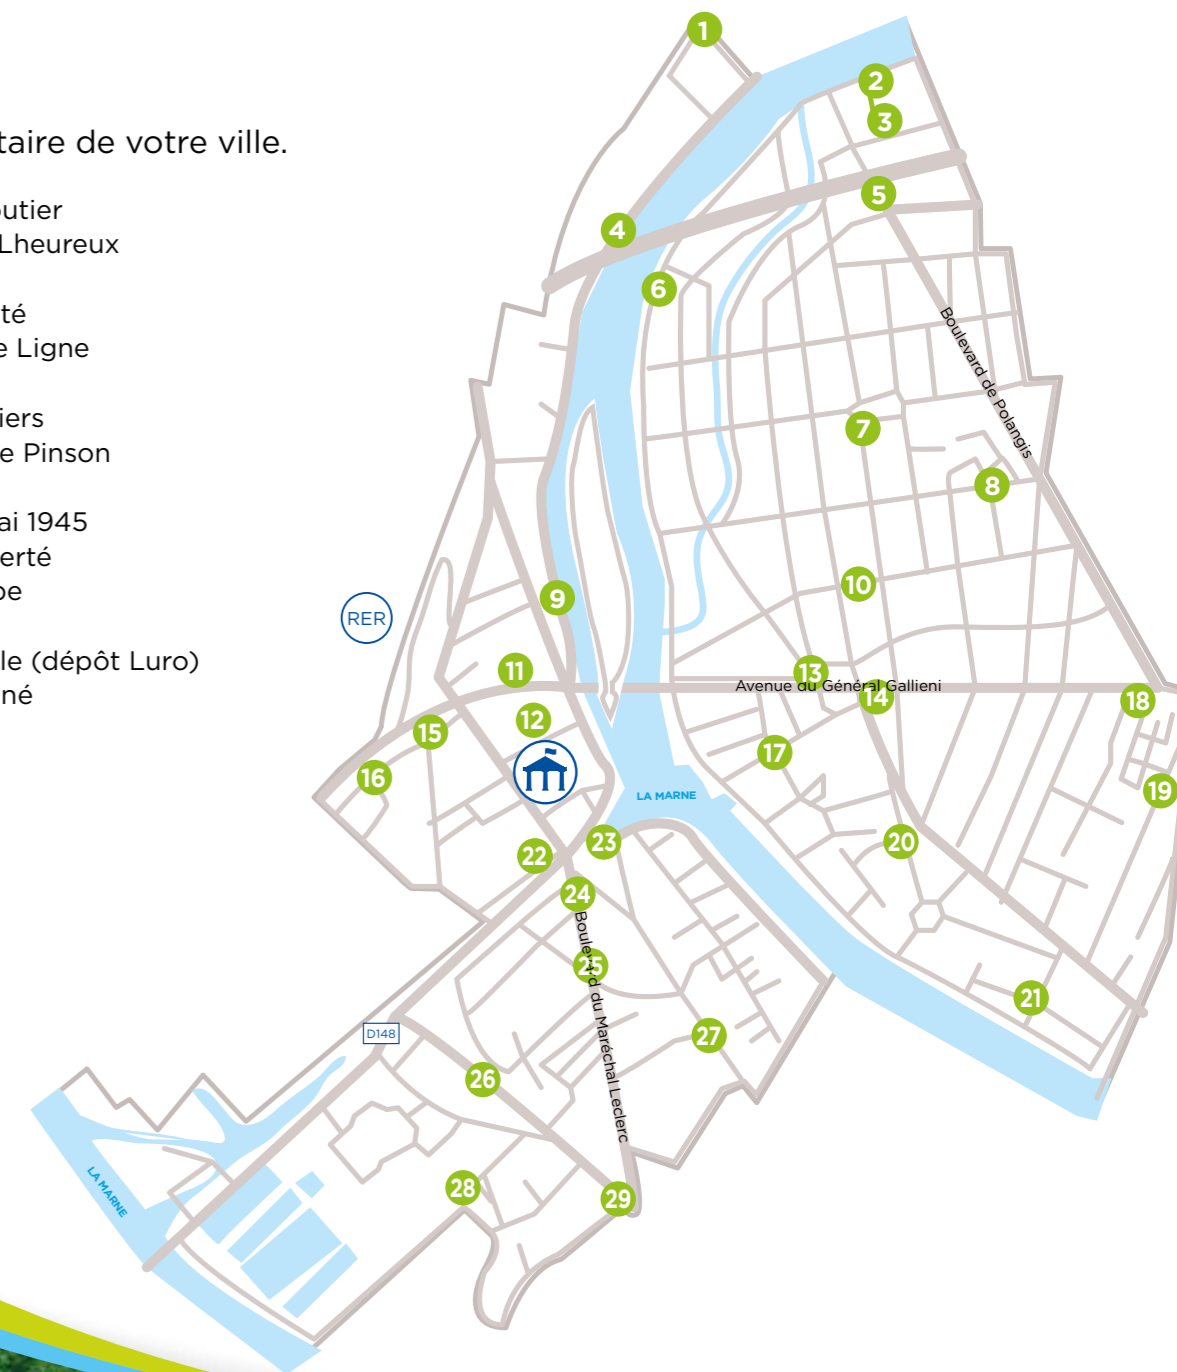 taire de votre ville.
outier
Lheureux
té
e Ligne
iers
e Pinson
ai 1945
erté
pe
le (dépôt Luro)
né
1
2
3
4
5
6
Boulevard de Polangis
7
8
9
10
RER
11
12
13
Avenue du Général Gallieni
14
15
16
17
18
19
LA MARNE
20
21
22
23
24
25
Boulevard du Maréchal Leclerc
26
27
D148
28
29
LA MARNE